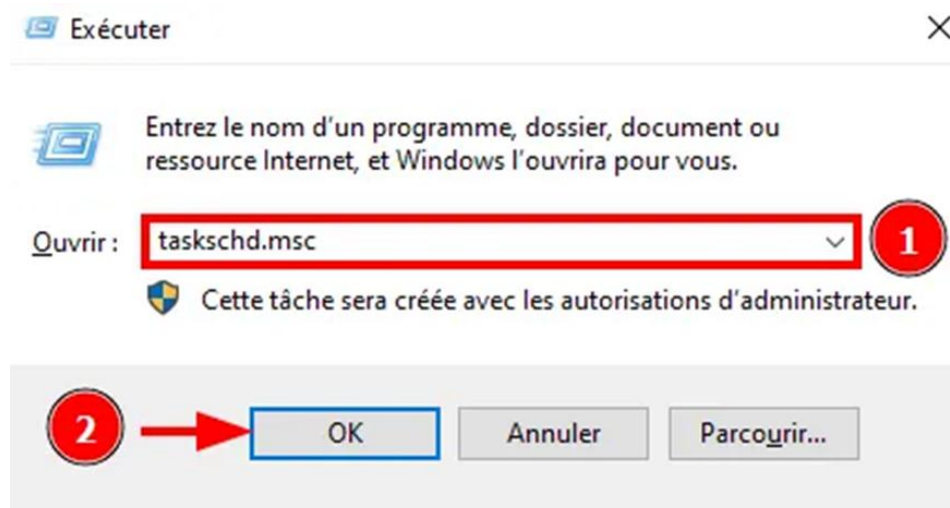 Exécuter
Entrez le nom d’un programme, dossier, document ou
ressource Internet, et Windows l’ouvrira pour vous.
Ouvrir : taskschd.msc
1
Cette tâche sera créée avec les autorisations d’administrateur.
2
OK Annuler Parcourir...